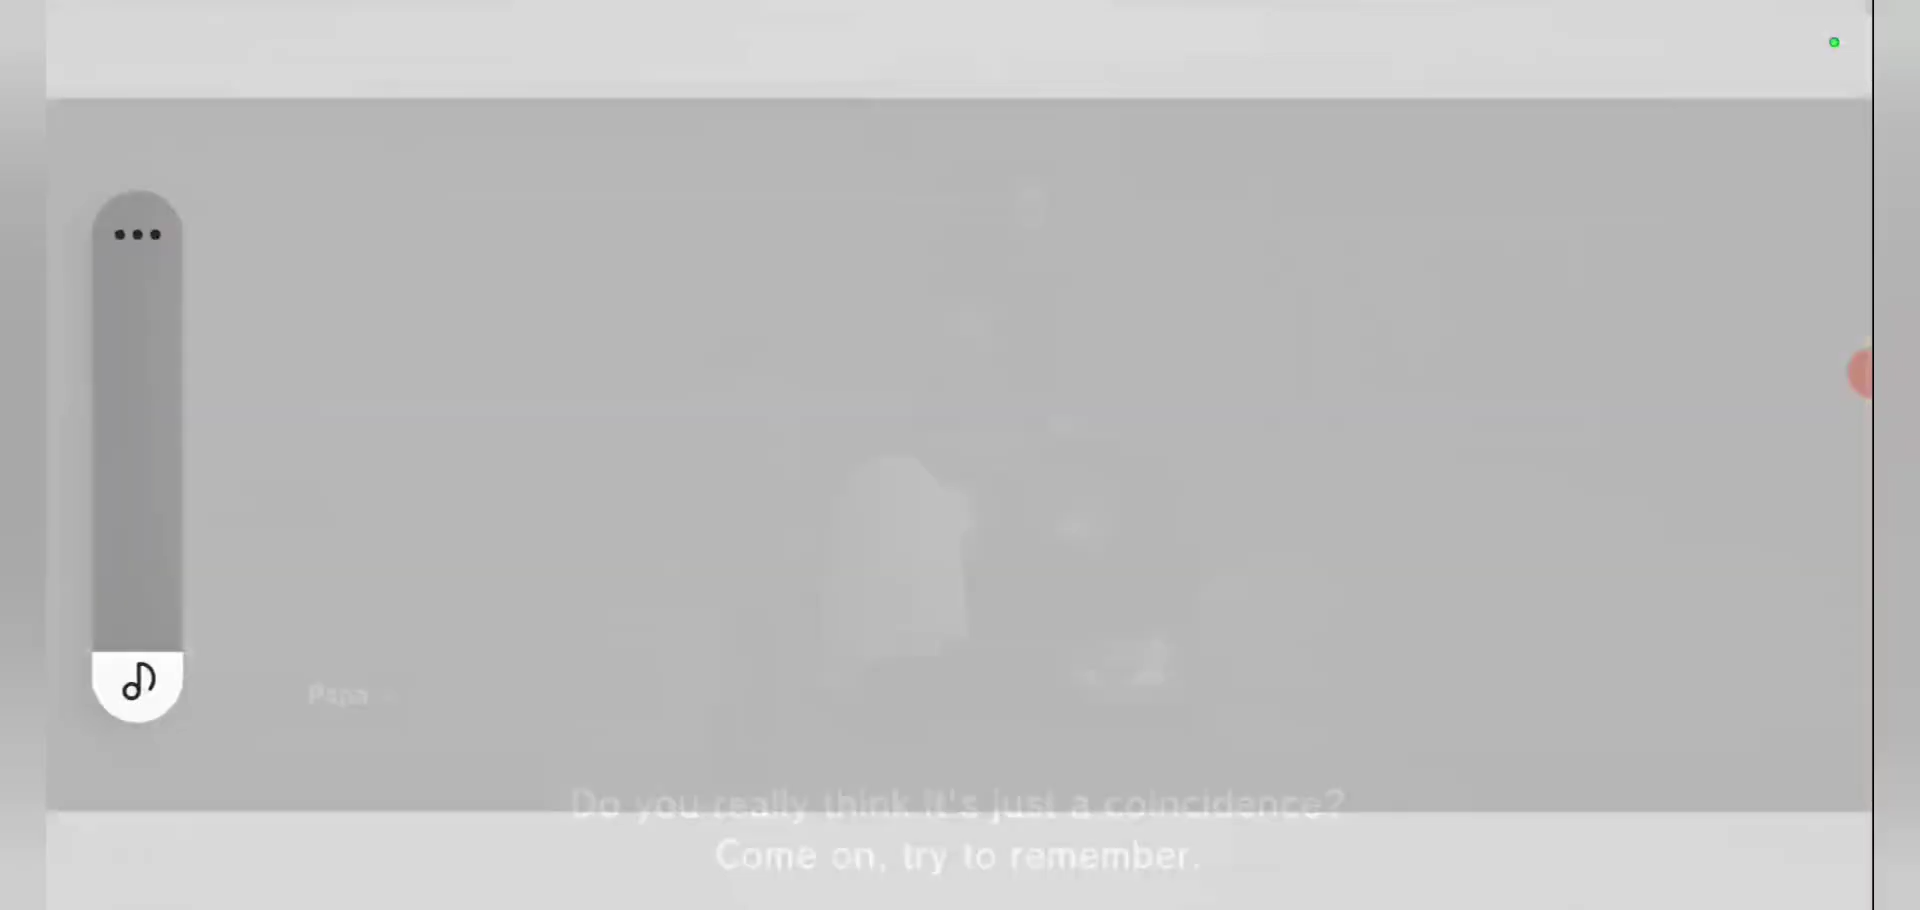 Papa
Do you really think it's just a coincidence?
Come on, try to remember.